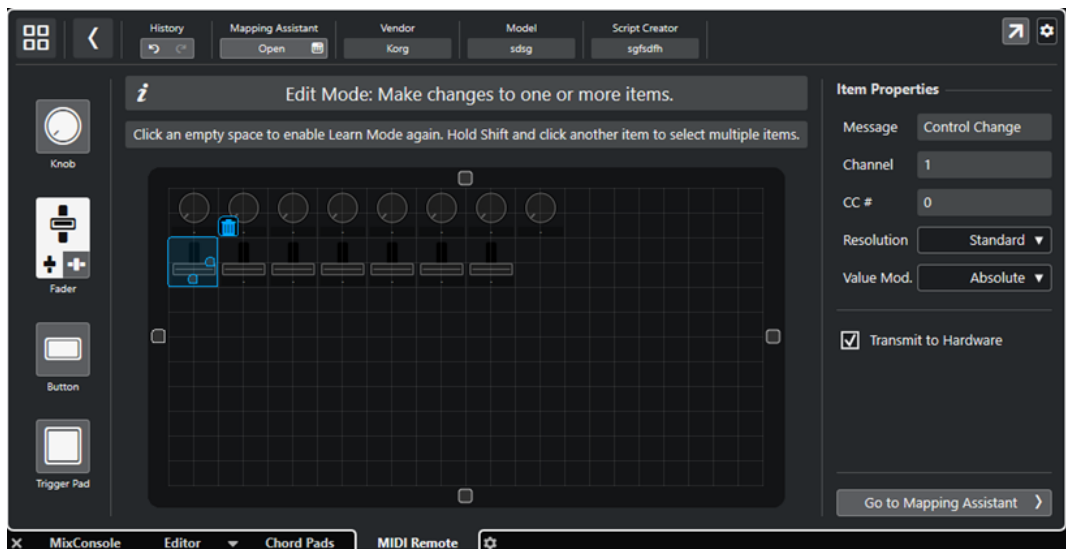 History
Mapping Assistant
Open
Vendor
Korg
Model
sdsg
Script Creator
sgfsdfh
Knob
Fader
Button
Trigger Pad
i Edit Mode: Make changes to one or more items.
Click an empty space to enable Learn Mode again. Hold Shift and click another item to select multiple items.
Item Properties
Message Control Change
Channel 1
CC # 0
Resolution Standard
Value Mod. Absolute
Transmit to Hardware
Go to Mapping Assistant
MixConsole Editor Chord Pads MIDI Remote